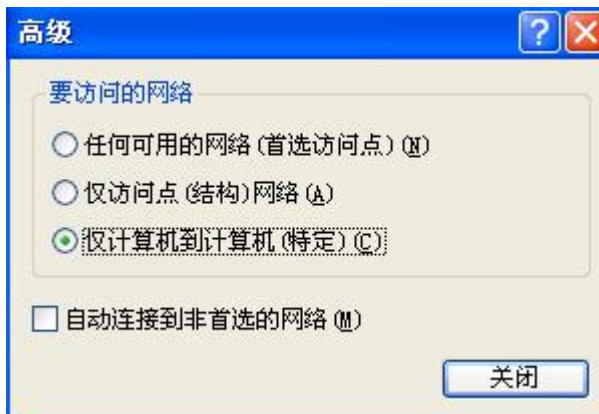 高级
要访问的网络
任何可用的网络(首选访问点)(N)
仅访问点(结构)网络(A)
仅计算机到计算机(特定)(C)
自动连接到非首选的网络(M)
关闭